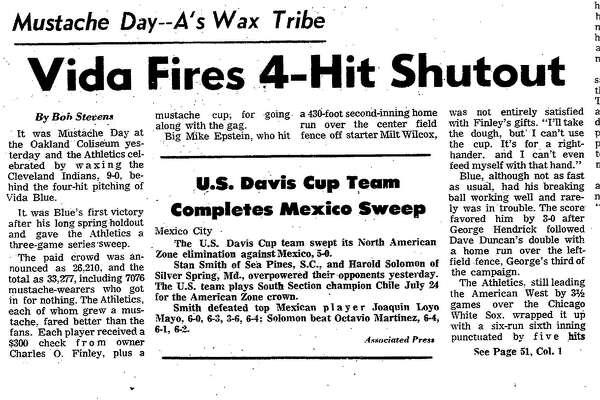 Mustache Day--A's Wax Tribe
Vida Fires 4-Hit Shutout
By Bob Stevens
It was Mustache Day at
the Oakland Coliseum yes-
terday and the Athletics cel-
ebrated by waxing the
Cleveland Indians, 9-0, be-
hind the four-hit pitching of
Vida Blue.
It was Blue's first victory
after his long spring holdout
and gave the Athletics a
three-game series sweep.
The paid crowd was an-
nounced as 26,210, and the
total as 33,277, including 7076
mustache-wearers who got
in for nothing. The Athletics,
each of whom grew a mus-
tache, fared better than the
fans. Each player received a
$300 check from owner
Charles O. Finley, plus a
mustache cup, for going
along with the gag.
Big Mike Epstein, who hit
a 430-foot second-inning home
run over the center field
fence off starter Milt Wilcox,
was not entirely satisfied
with Finley's gifts. "I'll take
the dough, but I can't use
the cup. It's for a right-
hander, and I can't even
feed myself with that hand."
Blue, although not as fast
as usual, had his breaking
ball working well and rare-
ly was in trouble. The score
favored him by 3-0 after
George Hendrick followed
Dave Duncan's double with
a home run over the left-
field fence, George's third of
the campaign.
The Athletics, still leading
the American West by 3½
games over the Chicago
White Sox, wrapped it up
with a six-run sixth inning
punctuated by five hits
See Page 51, Col. 1
U.S. Davis Cup Team
Completes Mexico Sweep
Mexico City
The U.S. Davis Cup team swept its North American
Zone elimination against Mexico, 5-0.
Stan Smith of Sea Pines, S.C., and Harold Solomon of
Silver Spring, Md., overpowered their opponents yesterday.
The U.S. team plays South Section champion Chile July 24
for the American Zone crown.
Smith defeated top Mexican player Joaquin Loyo
Mayo, 6-0, 6-3, 3-6, 6-4; Solomon beat Octavio Martinez, 6-4,
6-1, 6-2.
Associated Press